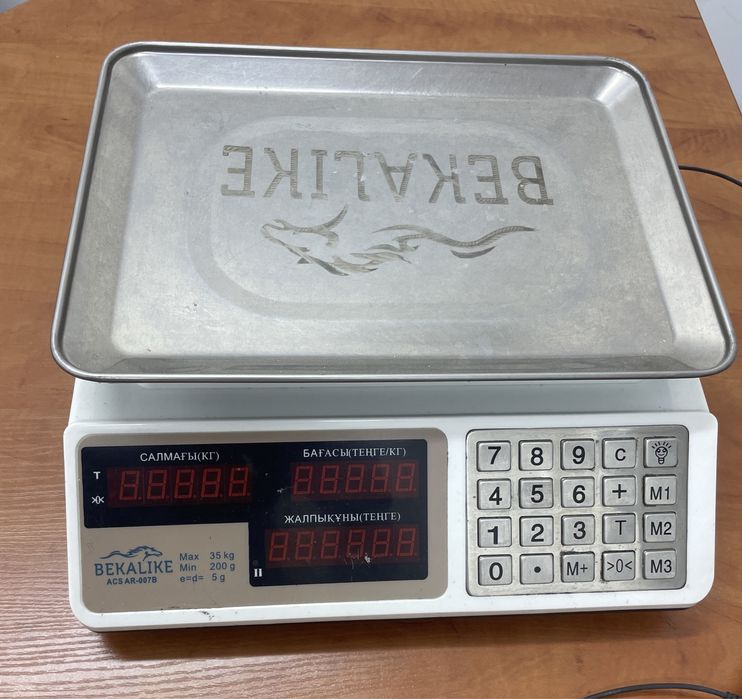 BEKALIKE
САЛМАҒЫ(КГ)
БАҒАСЫ(ТЕҢГЕ/КГ)
T
>0<
ЖАЛПЫҚҰНЫ(ТЕҢГЕ)
BEKALIKE
ACS AR-007B
Max 35 kg
Min 200 g
e=d= 5 g
7 8 9 C
4 5 6 + M1
1 2 3 T M2
0 • M+ >0< M3